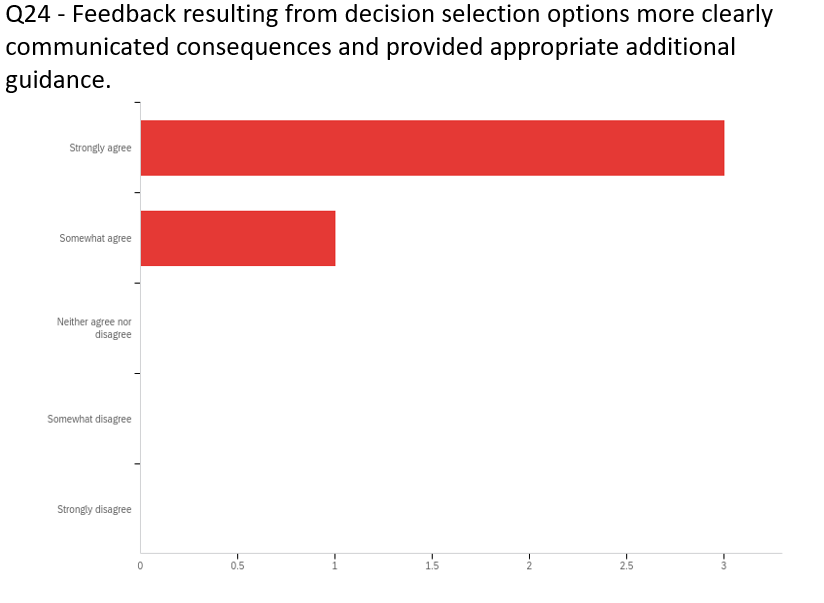 Q24 - Feedback resulting from decision selection options more clearly
communicated consequences and provided appropriate additional
guidance.
Strongly agree
Somewhat agree
Neither agree nor
disagree
Somewhat disagree
Strongly disagree
0 0.5 1 1.5 2 2.5 3